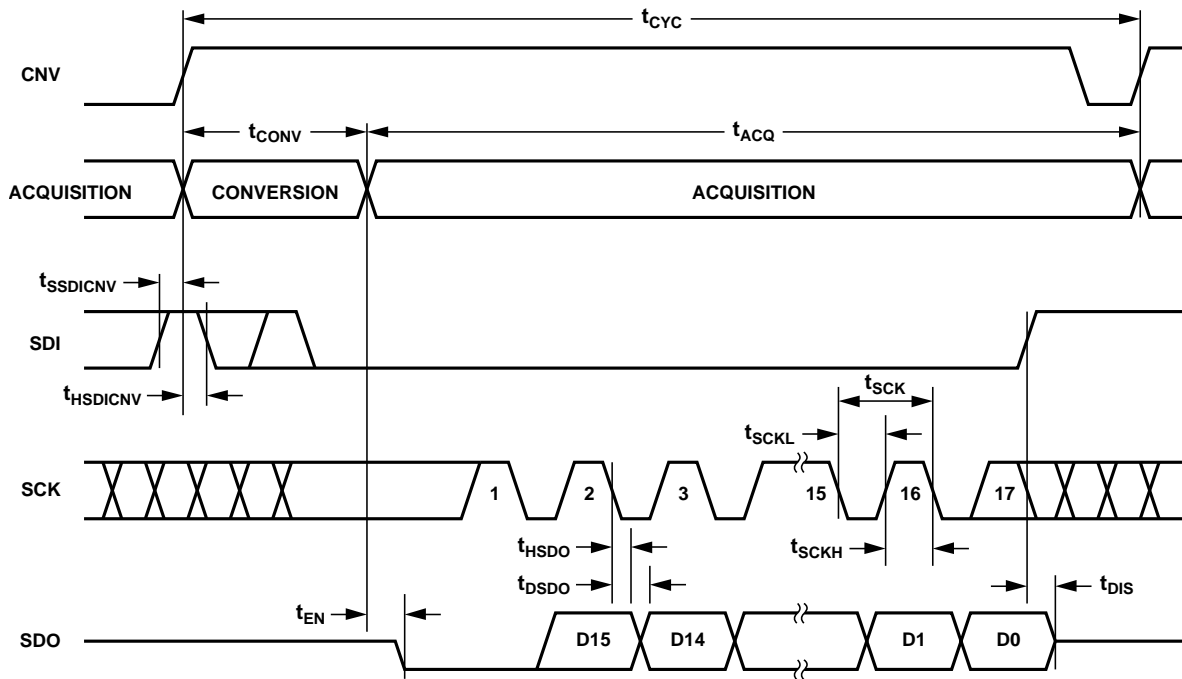 tCYC
CNV
tCONV
tACQ
ACQUISITION
CONVERSION
ACQUISITION
tSSDICNV
SDI
tHSDICNV
tSCK
tSCKL
SCK
1
2
3
15
16
17
tHSDO
tSCKH
tDSDO
tDIS
tEN
SDO
D15
D14
D1
D0